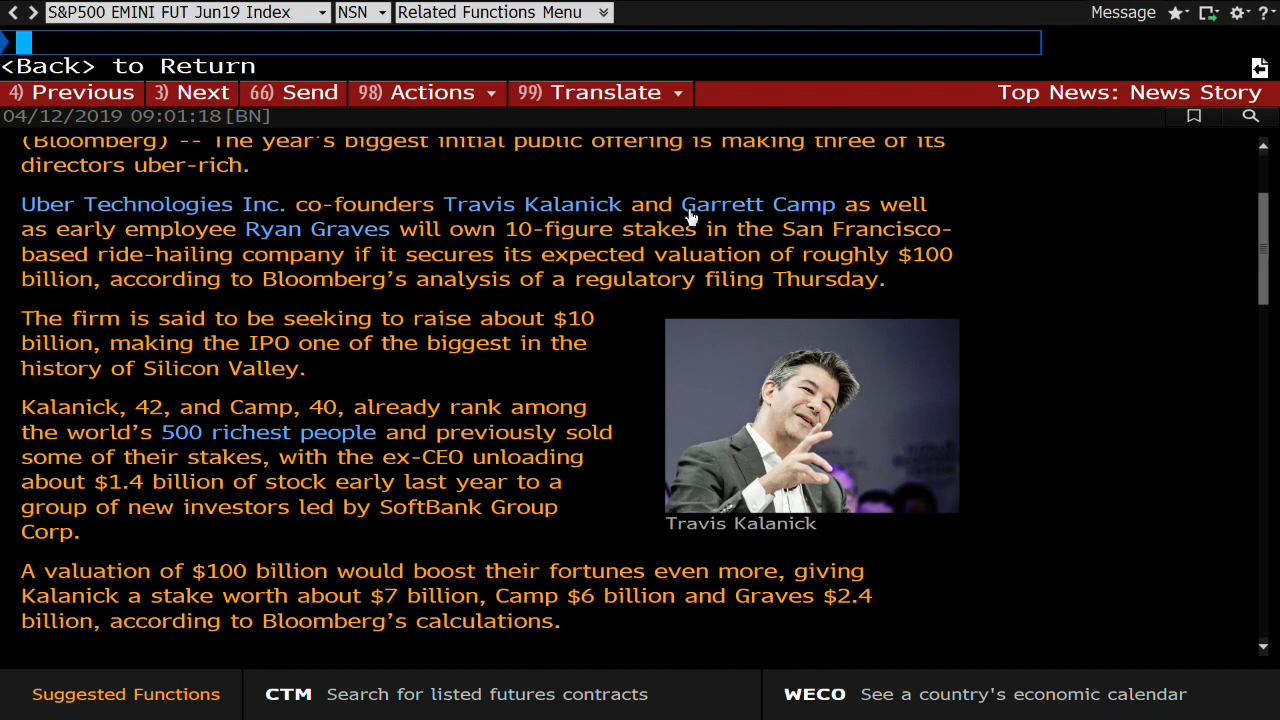 S&P500 EMINI FUT Jun19 Index NSN Related Functions Menu Message ?
<Back> to Return
4) Previous 3) Next 66) Send 98) Actions 99) Translate Top News: News Story
04/12/2019 09:01:18 [BN]
(Bloomberg) -- The year's biggest initial public offering is making three of its
directors uber-rich.
Uber Technologies Inc. co-founders Travis Kalanick and Garrett Camp as well
as early employee Ryan Graves will own 10-figure stakes in the San Francisco-
based ride-hailing company if it secures its expected valuation of roughly $100
billion, according to Bloomberg's analysis of a regulatory filing Thursday.
The firm is said to be seeking to raise about $10
billion, making the IPO one of the biggest in the
history of Silicon Valley.
Kalanick, 42, and Camp, 40, already rank among
the world's 500 richest people and previously sold
some of their stakes, with the ex-CEO unloading
about $1.4 billion of stock early last year to a
group of new investors led by SoftBank Group
Corp.
Travis Kalanick
A valuation of $100 billion would boost their fortunes even more, giving
Kalanick a stake worth about $7 billion, Camp $6 billion and Graves $2.4
billion, according to Bloomberg's calculations.
Suggested Functions CTM Search for listed futures contracts WECO See a country's economic calendar